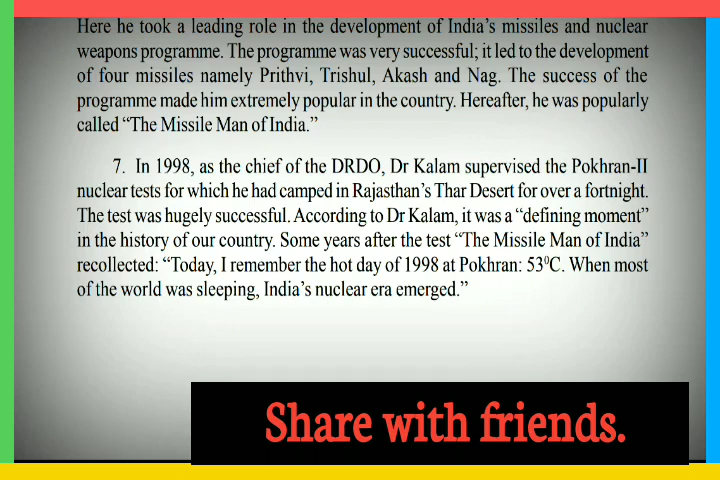 Here he took a leading role in the development of India's missiles and nuclear
weapons programme. The programme was very successful; it led to the development
of four missiles namely Prithvi, Trishul, Akash and Nag. The success of the
programme made him extremely popular in the country. Hereafter, he was popularly
called “The Missile Man of India.”
7. In 1998, as the chief of the DRDO, Dr Kalam supervised the Pokhran-II
nuclear tests for which he had camped in Rajasthan's Thar Desert for over a fortnight.
The test was hugely successful. According to Dr Kalam, it was a “defining moment”
in the history of our country. Some years after the test “The Missile Man of India”
recollected: “Today, I remember the hot day of 1998 at Pokhran: 53⁰C. When most
of the world was sleeping, India's nuclear era emerged.”
Share with friends.